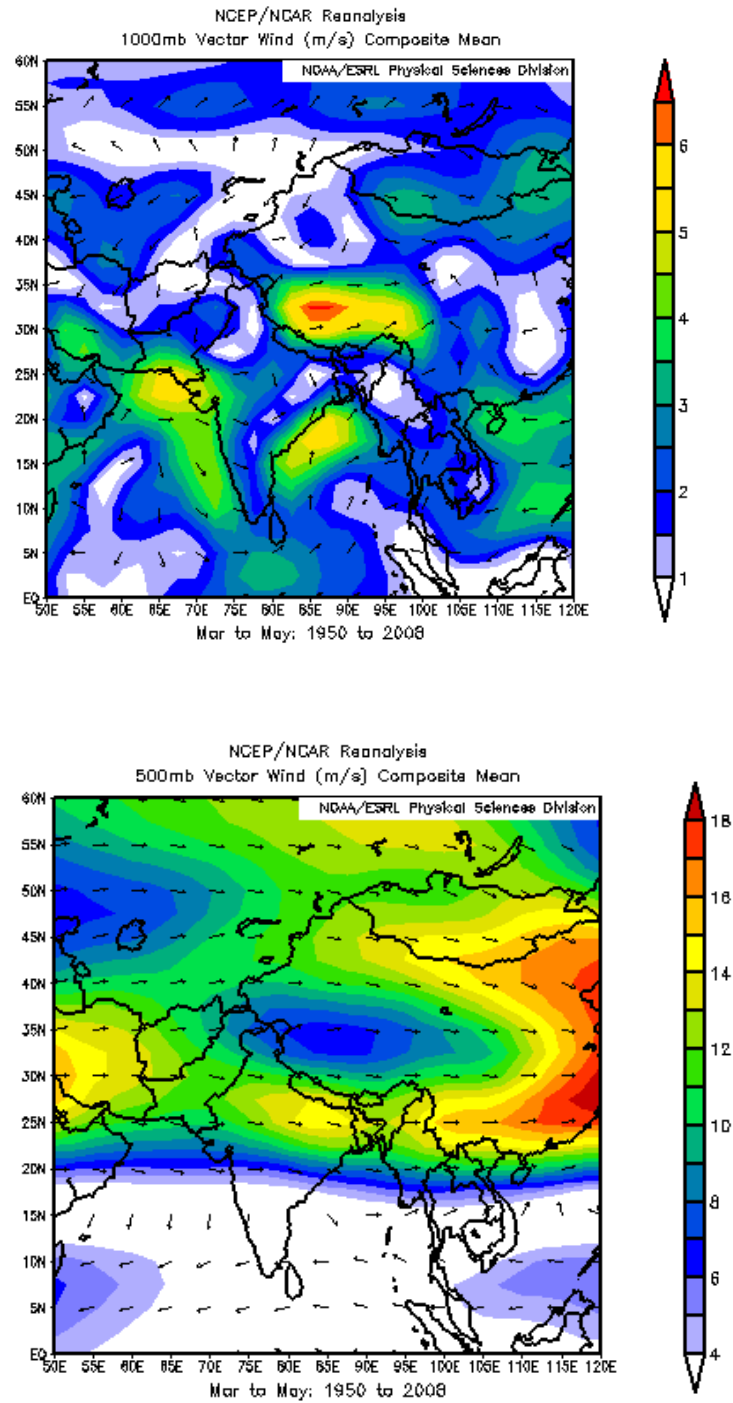 NCEP/NCAR Reanalysis
1000mb Vector Wind (m/s) Composite Mean
NOAA/ESRL Physical Sciences Division
60N
55N
50N
45N
40N
35N
30N
25N
20N
15N
10N
5N
EQ
50E 55E 60E 65E 70E 75E 80E 85E 90E 95E 100E 105E 110E 115E 120E
Mar to May: 1950 to 2008
6
5
4
3
2
1
NCEP/NCAR Reanalysis
500mb Vector Wind (m/s) Composite Mean
NOAA/ESRL Physical Sciences Division
60N
55N
50N
45N
40N
35N
30N
25N
20N
15N
10N
5N
EQ
50E 55E 60E 65E 70E 75E 80E 85E 90E 95E 100E 105E 110E 115E 120E
Mar to May: 1950 to 2008
18
16
14
12
10
8
6
4